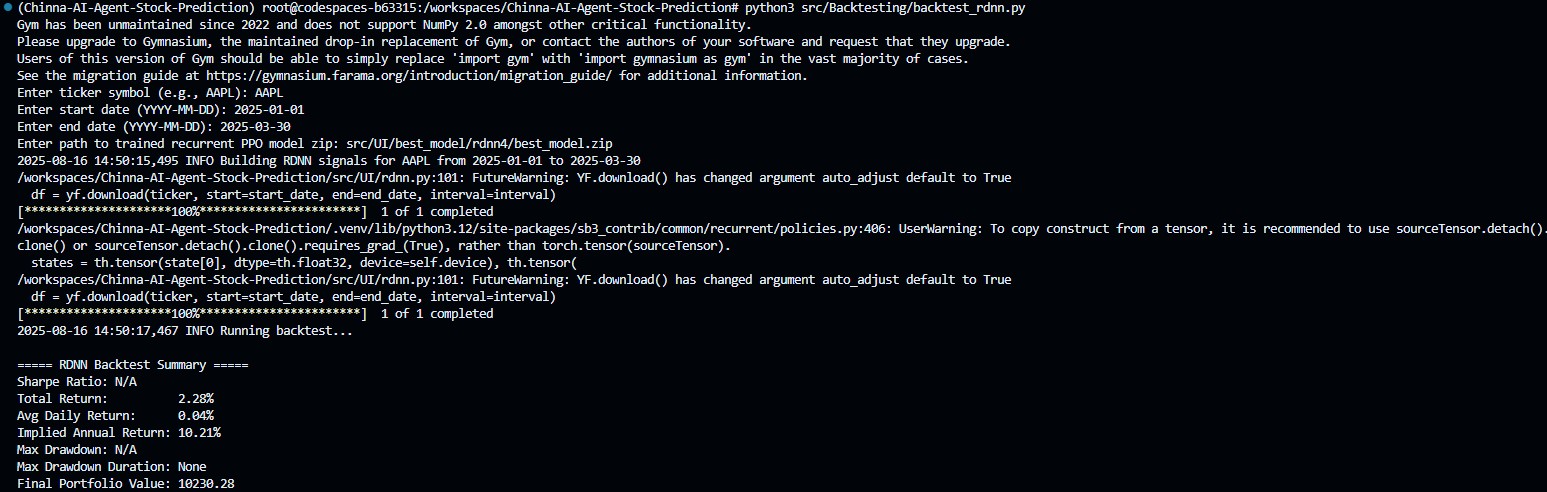 (Chinna-AI-Agent-Stock-Prediction) root@codespaces-b63315:/workspaces/Chinna-AI-Agent-Stock-Prediction# python3 src/Backtesting/backtest_rdnn.py
Gym has been unmaintained since 2022 and does not support NumPy 2.0 amongst other critical functionality.
Please upgrade to Gymnasium, the maintained drop-in replacement of Gym, or contact the authors of your software and request that they upgrade.
Users of this version of Gym should be able to simply replace 'import gym' with 'import gymnasium as gym' in the vast majority of cases.
See the migration guide at https://gymnasium.farama.org/introduction/migration_guide/ for additional information.
Enter ticker symbol (e.g., AAPL): AAPL
Enter start date (YYYY-MM-DD): 2025-01-01
Enter end date (YYYY-MM-DD): 2025-03-30
Enter path to trained recurrent PPO model zip: src/UI/best_model/rdnn4/best_model.zip
2025-08-16 14:50:15,495 INFO Building RDNN signals for AAPL from 2025-01-01 to 2025-03-30
/workspaces/Chinna-AI-Agent-Stock-Prediction/src/UI/rdnn.py:101: FutureWarning: YF.download() has changed argument auto_adjust default to True
  df = yf.download(ticker, start=start_date, end=end_date, interval=interval)
[*********************100%***********************]  1 of 1 completed
/workspaces/Chinna-AI-Agent-Stock-Prediction/.venv/lib/python3.12/site-packages/sb3_contrib/common/recurrent/policies.py:406: UserWarning: To copy construct from a tensor, it is recommended to use sourceTensor.detach().
clone() or sourceTensor.detach().clone().requires_grad_(True), rather than torch.tensor(sourceTensor).
  states = th.tensor(state[0], dtype=th.float32, device=self.device), th.tensor(
/workspaces/Chinna-AI-Agent-Stock-Prediction/src/UI/rdnn.py:101: FutureWarning: YF.download() has changed argument auto_adjust default to True
  df = yf.download(ticker, start=start_date, end=end_date, interval=interval)
[*********************100%***********************]  1 of 1 completed
2025-08-16 14:50:17,467 INFO Running backtest...
===== RDNN Backtest Summary =====
Sharpe Ratio: N/A
Total Return:          2.28%
Avg Daily Return:      0.04%
Implied Annual Return: 10.21%
Max Drawdown: N/A
Max Drawdown Duration: None
Final Portfolio Value: 10230.28